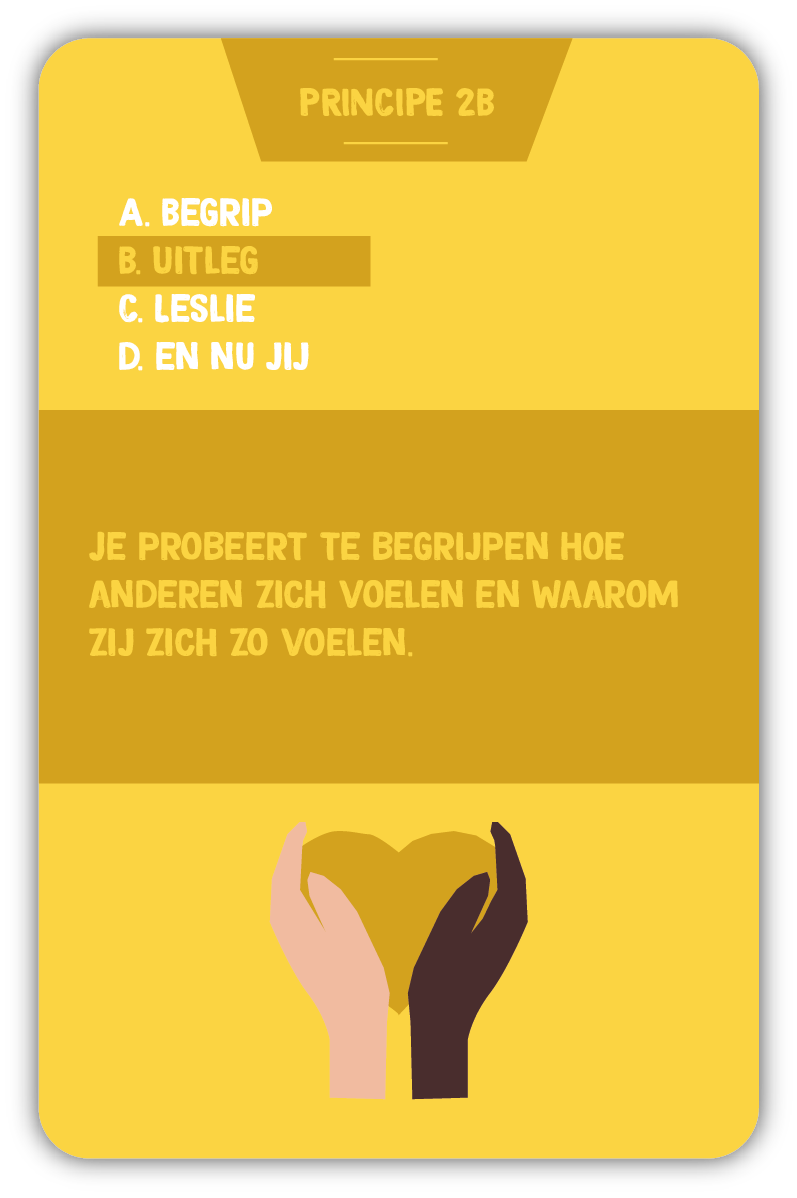 PRINCIPE 2B
A. BEGRIP
B. UITLEG
C. LESLIE
D. EN NU JIJ
JE PROBEERT TE BEGRIJPEN HOE
ANDEREN ZICH VOELEN EN WAAROM
ZIJ ZICH ZO VOELEN.